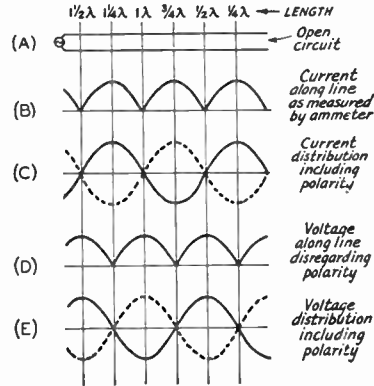 1½λ 1¼λ 1λ ¾λ ½λ ¼λ ← LENGTH
(A)
Open
circuit
(B)
Current
along line
as measured
by ammeter
(C)
Current
distribution
including
polarity
(D)
Voltage
along line
disregarding
polarity
(E)
Voltage
distribution
including
polarity